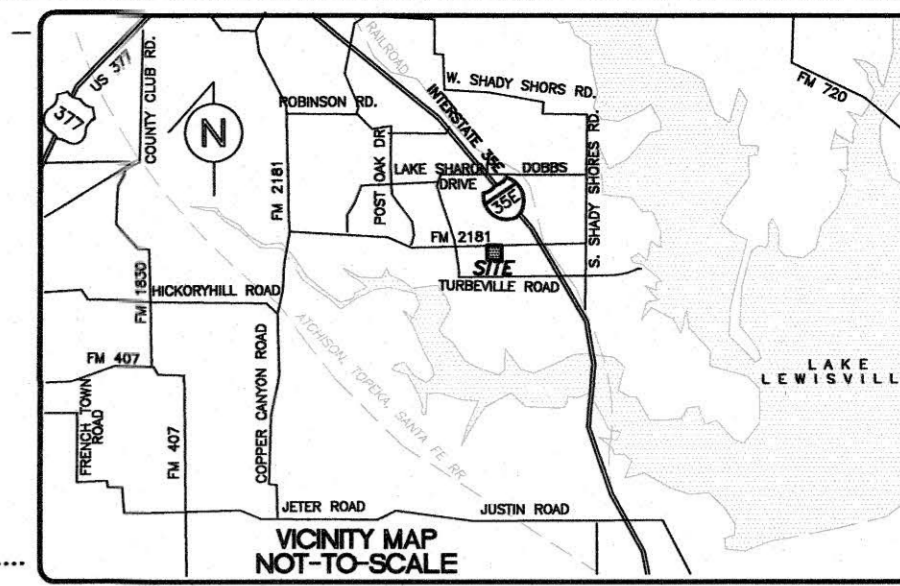 US 377
377
COUNTY CLUB RD.
N
RAILROAD
W. SHADY SHORS RD.
FM 720
ROBINSON RD.
INTERSTATE 35E
POST OAK DR
LAKE SHARON
DRIVE
DOBBS
S. SHADY SHORES RD.
35E
FM 2181
FM 2181
SITE
TURBEVILLE ROAD
FM 1830
HICKORYHILL ROAD
ATCHISON, TOPEKA, SANTA FE RR
LAKE
LEWISVILL
FM 407
FRENCH TOWN
ROAD
FM 407
COPPER CANYON ROAD
JETER ROAD
JUSTIN ROAD
VICINITY MAP
NOT-TO-SCALE